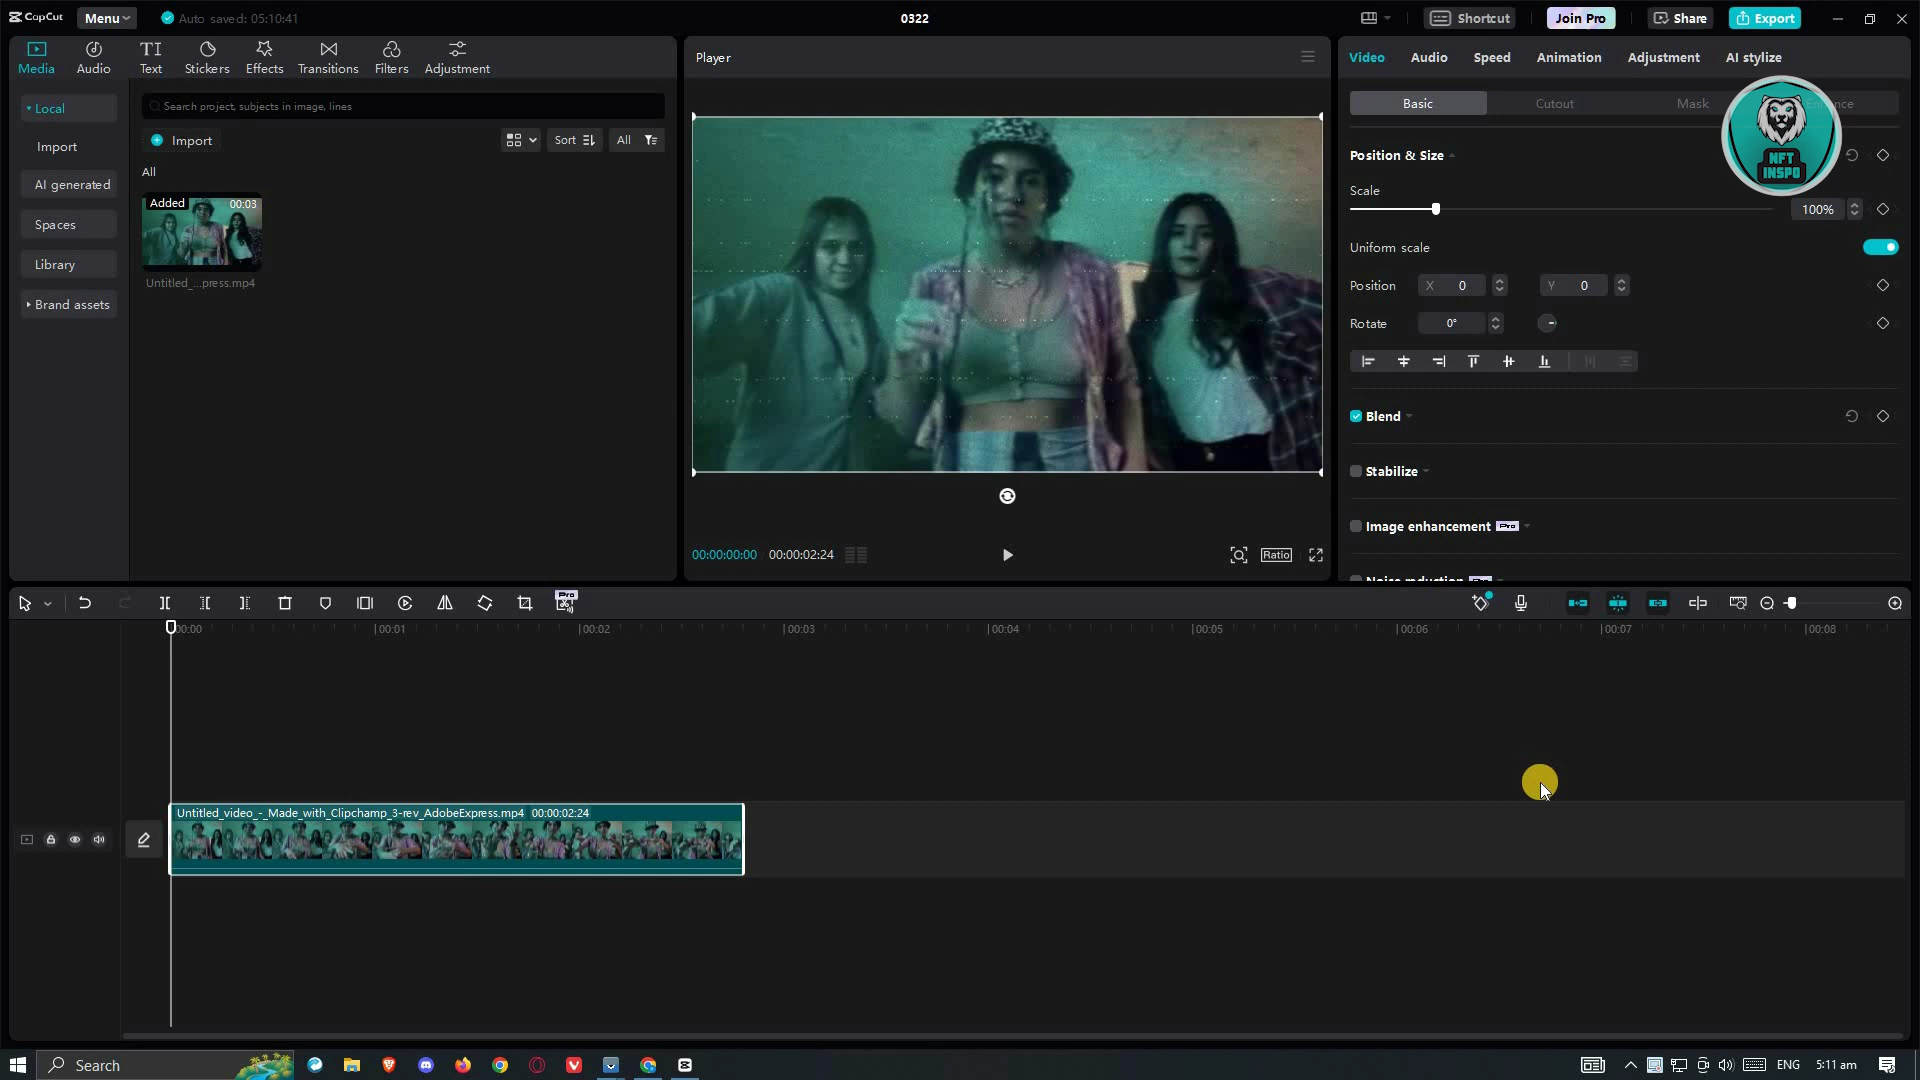 CapCut
Menu
Auto saved: 05:10:41
0322
Shortcut
Join Pro
Share
Export
Media
Audio
Text
Stickers
Effects
Transitions
Filters
Adjustment
Local
Import
AI generated
Spaces
Library
Brand assets
Search project, subjects in image, lines
Import
Sort
All
All
Added
00:03
Untitled_...press.mp4
Player
00:00:00:00
00:00:02:24
Ratio
Video
Audio
Speed
Animation
Adjustment
AI stylize
Basic
Cutout
Mask
NFT
INSPO
Position & Size
Scale
100%
Uniform scale
Position
X 0
Y 0
Rotate
0°
Blend
Stabilize
Image enhancement Pro
Noise reduction
Pro
00:00
00:01
00:02
00:03
00:04
00:05
00:06
00:07
00:08
Untitled_video_-_Made_with_Clipchamp_3-rev_AdobeExpress.mp4 00:00:02:24
Search
ENG
5:11 am